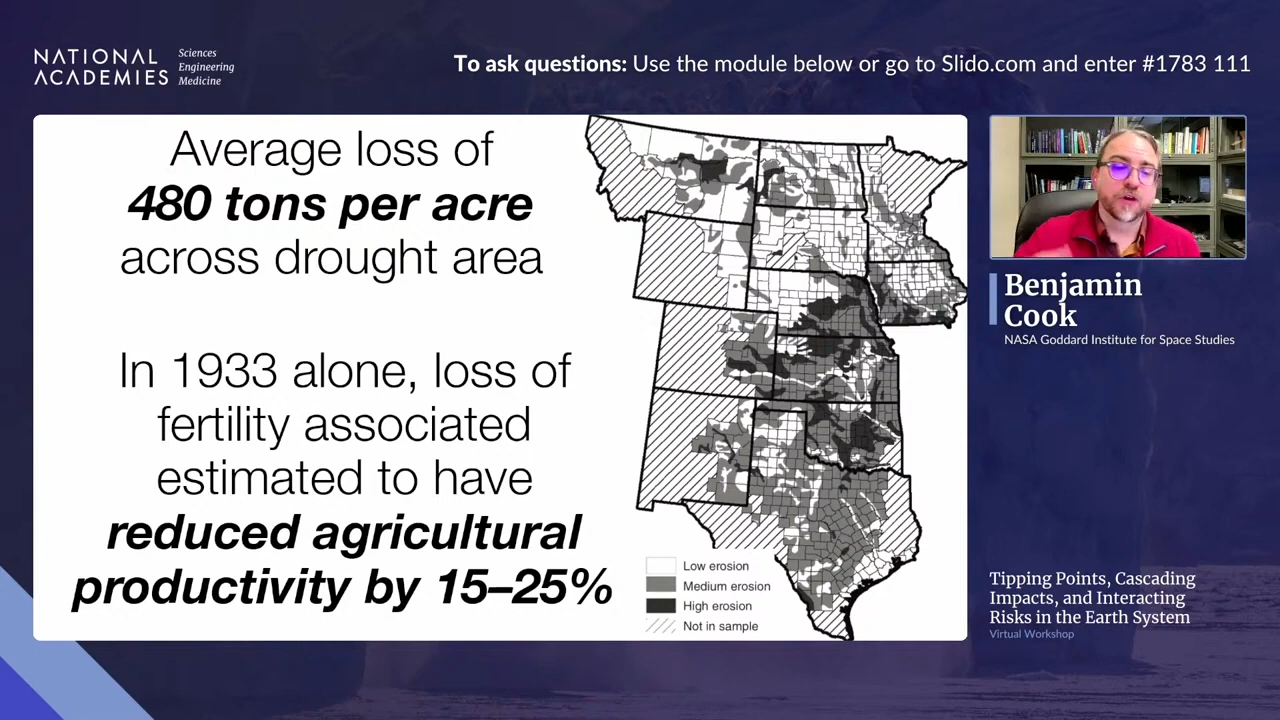 NATIONAL
ACADEMIES
Sciences
Engineering
Medicine
To ask questions: Use the module below or go to Slido.com and enter #1783 111
Average loss of
480 tons per acre
across drought area
In 1933 alone, loss of
fertility associated
estimated to have
reduced agricultural
productivity by 15–25%
Low erosion
Medium erosion
High erosion
Not in sample
Benjamin
Cook
NASA Goddard Institute for Space Studies
Tipping Points, Cascading
Impacts, and Interacting
Risks in the Earth System
Virtual Workshop